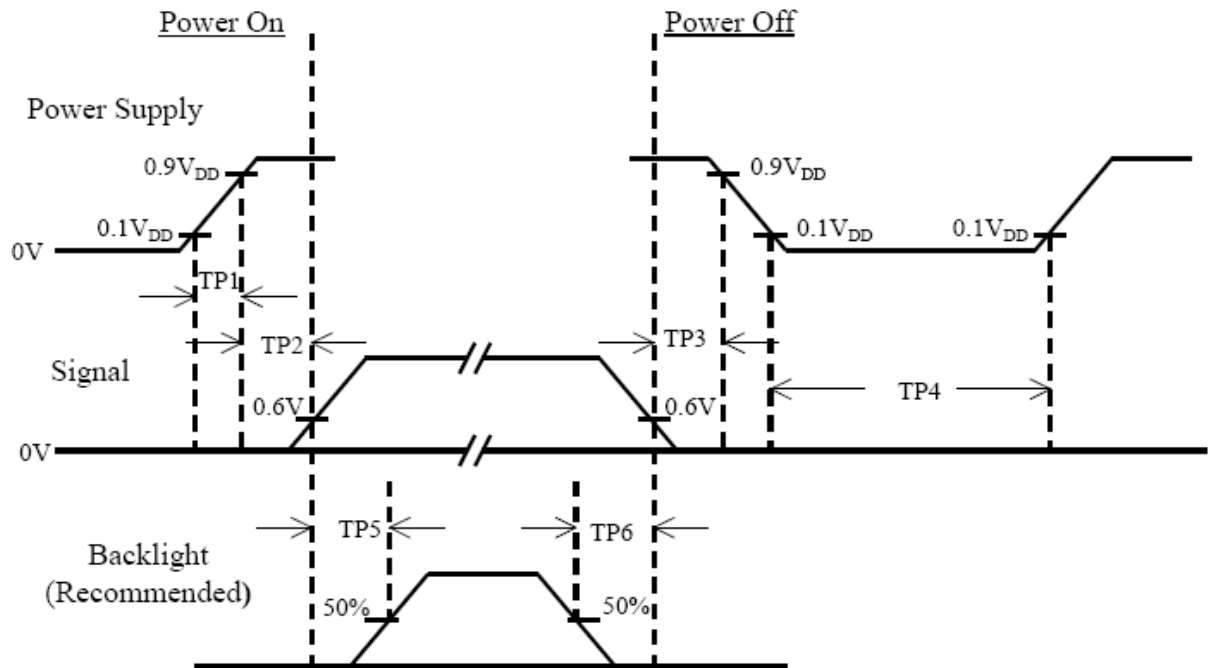 Power On
Power Off
Power Supply
0.9VDD
0.9VDD
0.1VDD
0.1VDD
0.1VDD
0V
TP1
TP2
TP3
Signal
TP4
0.6V
0.6V
0V
TP5
TP6
Backlight
(Recommended)
50%
50%